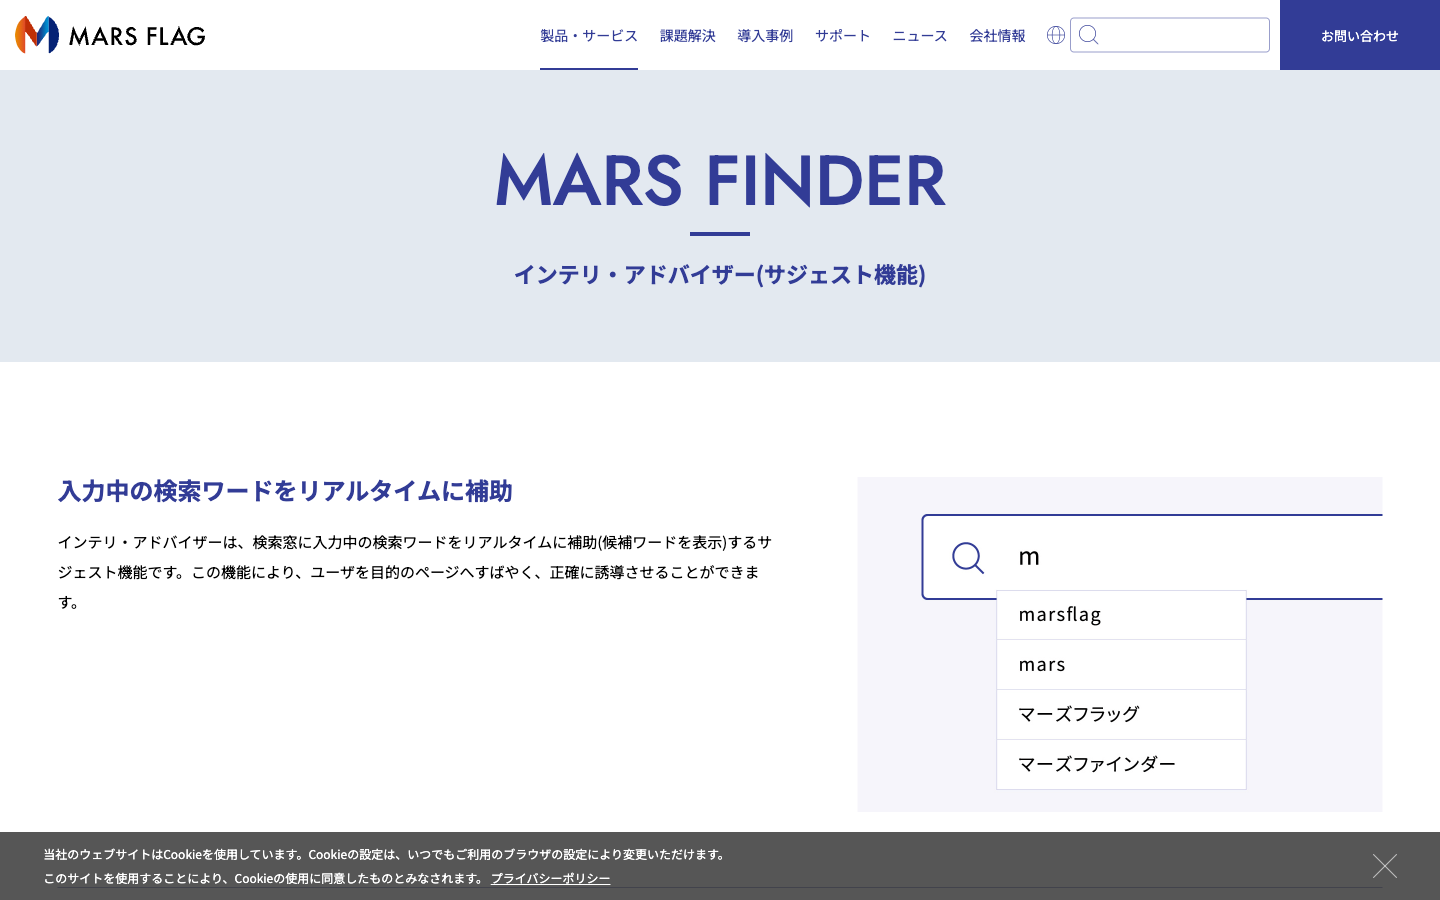 MARS FLAG
製品・サービス 課題解決 導入事例 サポート ニュース 会社情報 お問い合わせ
MARS FINDER
インテリ・アドバイザー(サジェスト機能)
入力中の検索ワードをリアルタイムに補助
インテリ・アドバイザーは、検索窓に入力中の検索ワードをリアルタイムに補助(候補ワードを表示)するサ
ジェスト機能です。この機能により、ユーザを目的のページへすばやく、正確に誘導させることができま
す。
m
marsflag
mars
マーズフラッグ
マーズファインダー
当社のウェブサイトはCookieを使用しています。Cookieの設定は、いつでもご利用のブラウザの設定により変更いただけます。
このサイトを使用することにより、Cookieの使用に同意したものとみなされます。 プライバシーポリシー